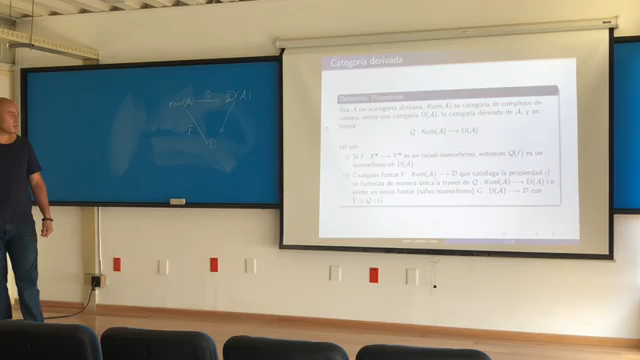 Kom(A) Q D(A)
F
D
Categoría derivada
Definición, Proposición
Sea A un acategoría abeliana, Kom(A) su categoría de complejos de
cadena, existe una categoría D(A), la categoría derivada de A, y un
funtor
Q : Kom(A) ⟶ D(A)
Tal que
i) Si f : X• ⟶ Y• es un cuasi-isomorfismo, entonces Q(f) es un
isomorfismo en D(A)
ii) Cualquier funtor F : Kom(A) ⟶ D que satisfaga la propiedad i)
se factoriza de manera única a través de Q : Kom(A) ⟶ D(A) i.e.
existe un único funtor (salvo isomorfismo) G : D(A) ⟶ D con